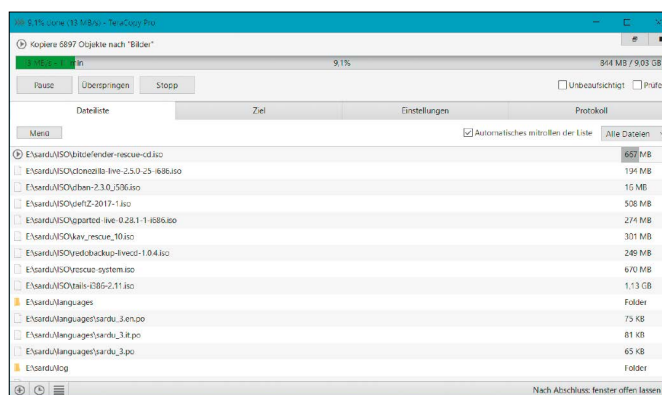 9,1% done (13 MB/s) - TeraCopy Pro
Kopiere 6897 Objekte nach "Bilder"
9,1%
844 MB / 9,03 GB
Pause Überspringen Stopp
Unbeaufsichtigt Prüfe
Dateiliste Ziel Einstellungen Protokoll
Menü
Automatisches mitrollen der Liste Alle Dateien
E:\sardu\ISO\bitdefender-rescue-cd.iso 667 MB
E:\sardu\ISO\clonezilla-live-2.5.0-25-i686.iso 194 MB
E:\sardu\ISO\dban-2.3.0_i586.iso 16 MB
E:\sardu\ISO\deftZ-2017-1.iso 508 MB
E:\sardu\ISO\gparted-live-0.28.1-1-i686.iso 274 MB
E:\sardu\ISO\kav_rescue_10.iso 301 MB
E:\sardu\ISO\redobackup-livecd-1.0.4.iso 249 MB
E:\sardu\ISO\rescue-system.iso 670 MB
E:\sardu\ISO\tails-i386-2.11.iso 1,13 GB
E:\sardu\languages Folder
E:\sardu\languages\sardu_3.en.po 75 KB
E:\sardu\languages\sardu_3.it.po 81 KB
E:\sardu\languages\sardu_3.po 65 KB
E:\sardu\log Folder
Nach Abschluss: fenster offen lassen